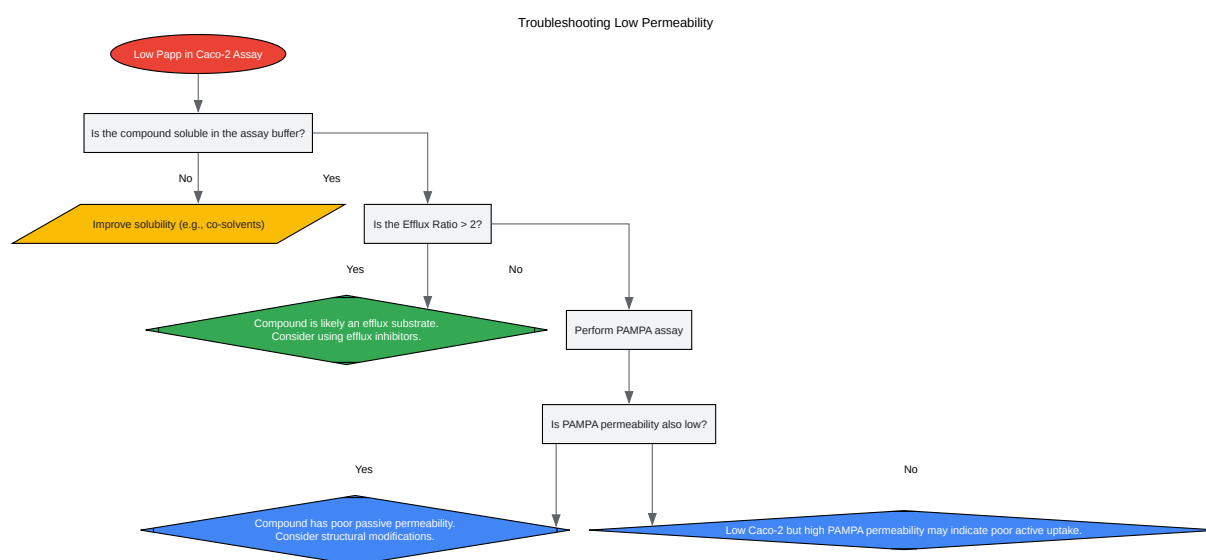 Troubleshooting Low Permeability
Low Papp in Caco-2 Assay
Is the compound soluble in the assay buffer?
No
Yes
Improve solubility (e.g., co-solvents)
Is the Efflux Ratio > 2?
Yes
No
Compound is likely an efflux substrate.
Consider using efflux inhibitors.
Perform PAMPA assay
Is PAMPA permeability also low?
Yes
No
Compound has poor passive permeability.
Consider structural modifications.
Low Caco-2 but high PAMPA permeability may indicate poor active uptake.